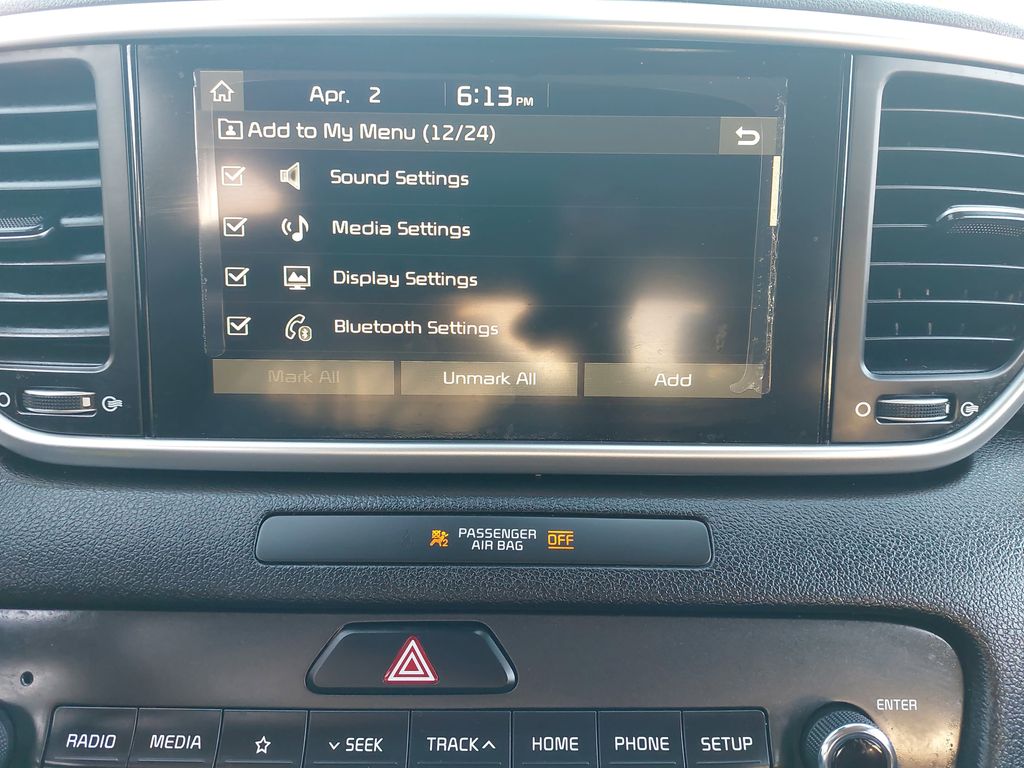 Apr. 2 6:13 PM
Add to My Menu (12/24)
Sound Settings
Media Settings
Display Settings
Bluetooth Settings
Mark All Unmark All Add
PASSENGER
AIR BAG OFF
ENTER
RADIO MEDIA SEEK TRACK HOME PHONE SETUP